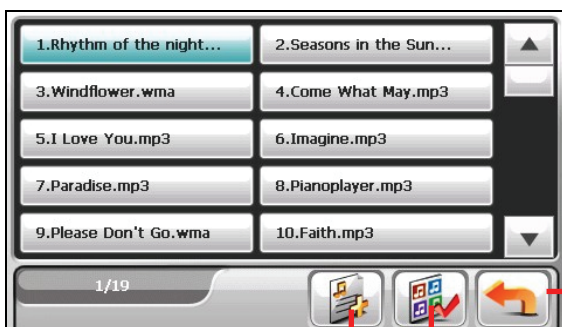 1.Rhythm of the night... 2.Seasons in the Sun...
3.Windflower.wma 4.Come What May.mp3
5.I Love You.mp3 6.Imagine.mp3
7.Paradise.mp3 8.Pianoplayer.mp3
9.Please Don't Go.wma 10.Faith.mp3
1/19